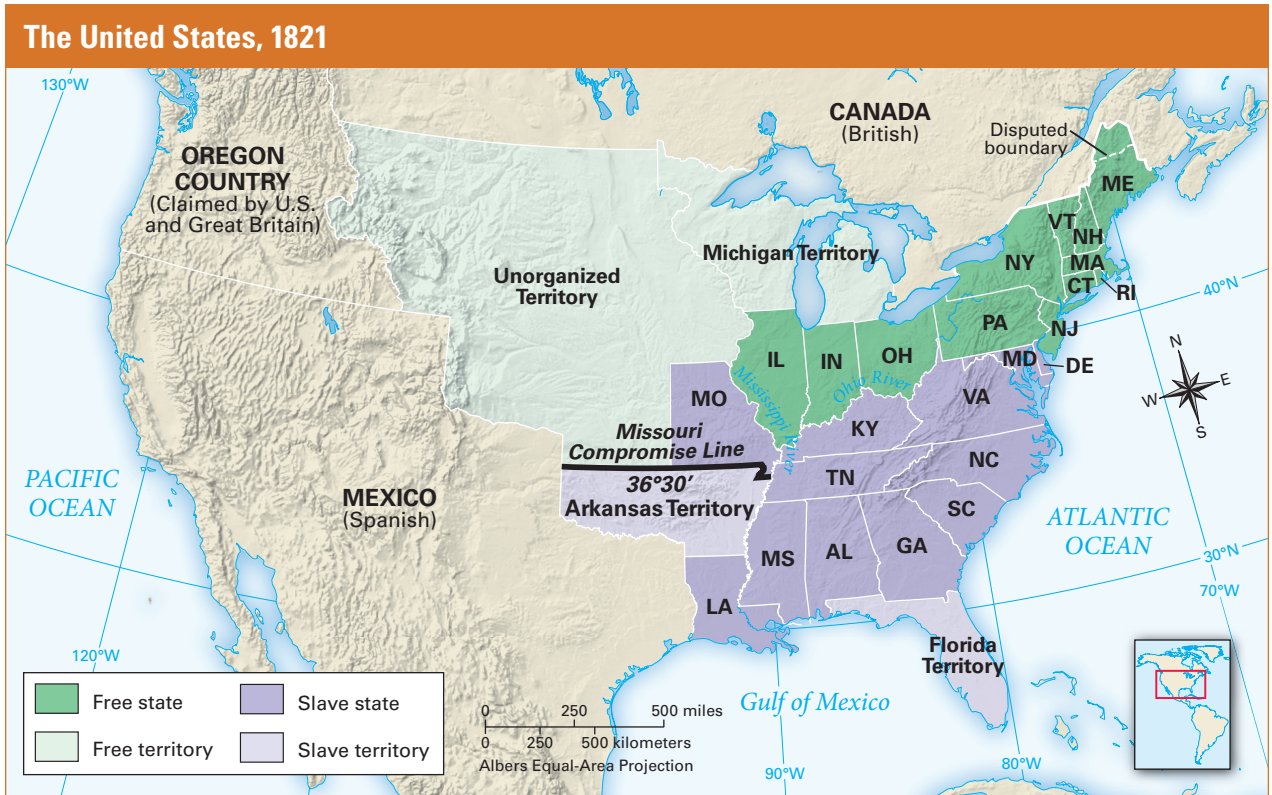 The United States, 1821
130°W
CANADA
(British)
Disputed
boundary
OREGON
COUNTRY
(Claimed by U.S.
and Great Britain)
ME
VT
NH
Michigan Territory
NY
MA
Unorganized
Territory
CT
RI
40°N
PA
NJ
IL
IN
OH
MD
DE
N
E
W
S
Mississippi River
Ohio River
MO
VA
KY
Missouri
Compromise Line
NC
TN
36°30′
Arkansas Territory
PACIFIC
OCEAN
MEXICO
(Spanish)
SC
ATLANTIC
OCEAN
MS
AL
GA
30°N
70°W
LA
120°W
Florida
Territory
Free state
Slave state
Free territory
Slave territory
Gulf of Mexico
0 250 500 miles
0 250 500 kilometers
Albers Equal-Area Projection
90°W
80°W